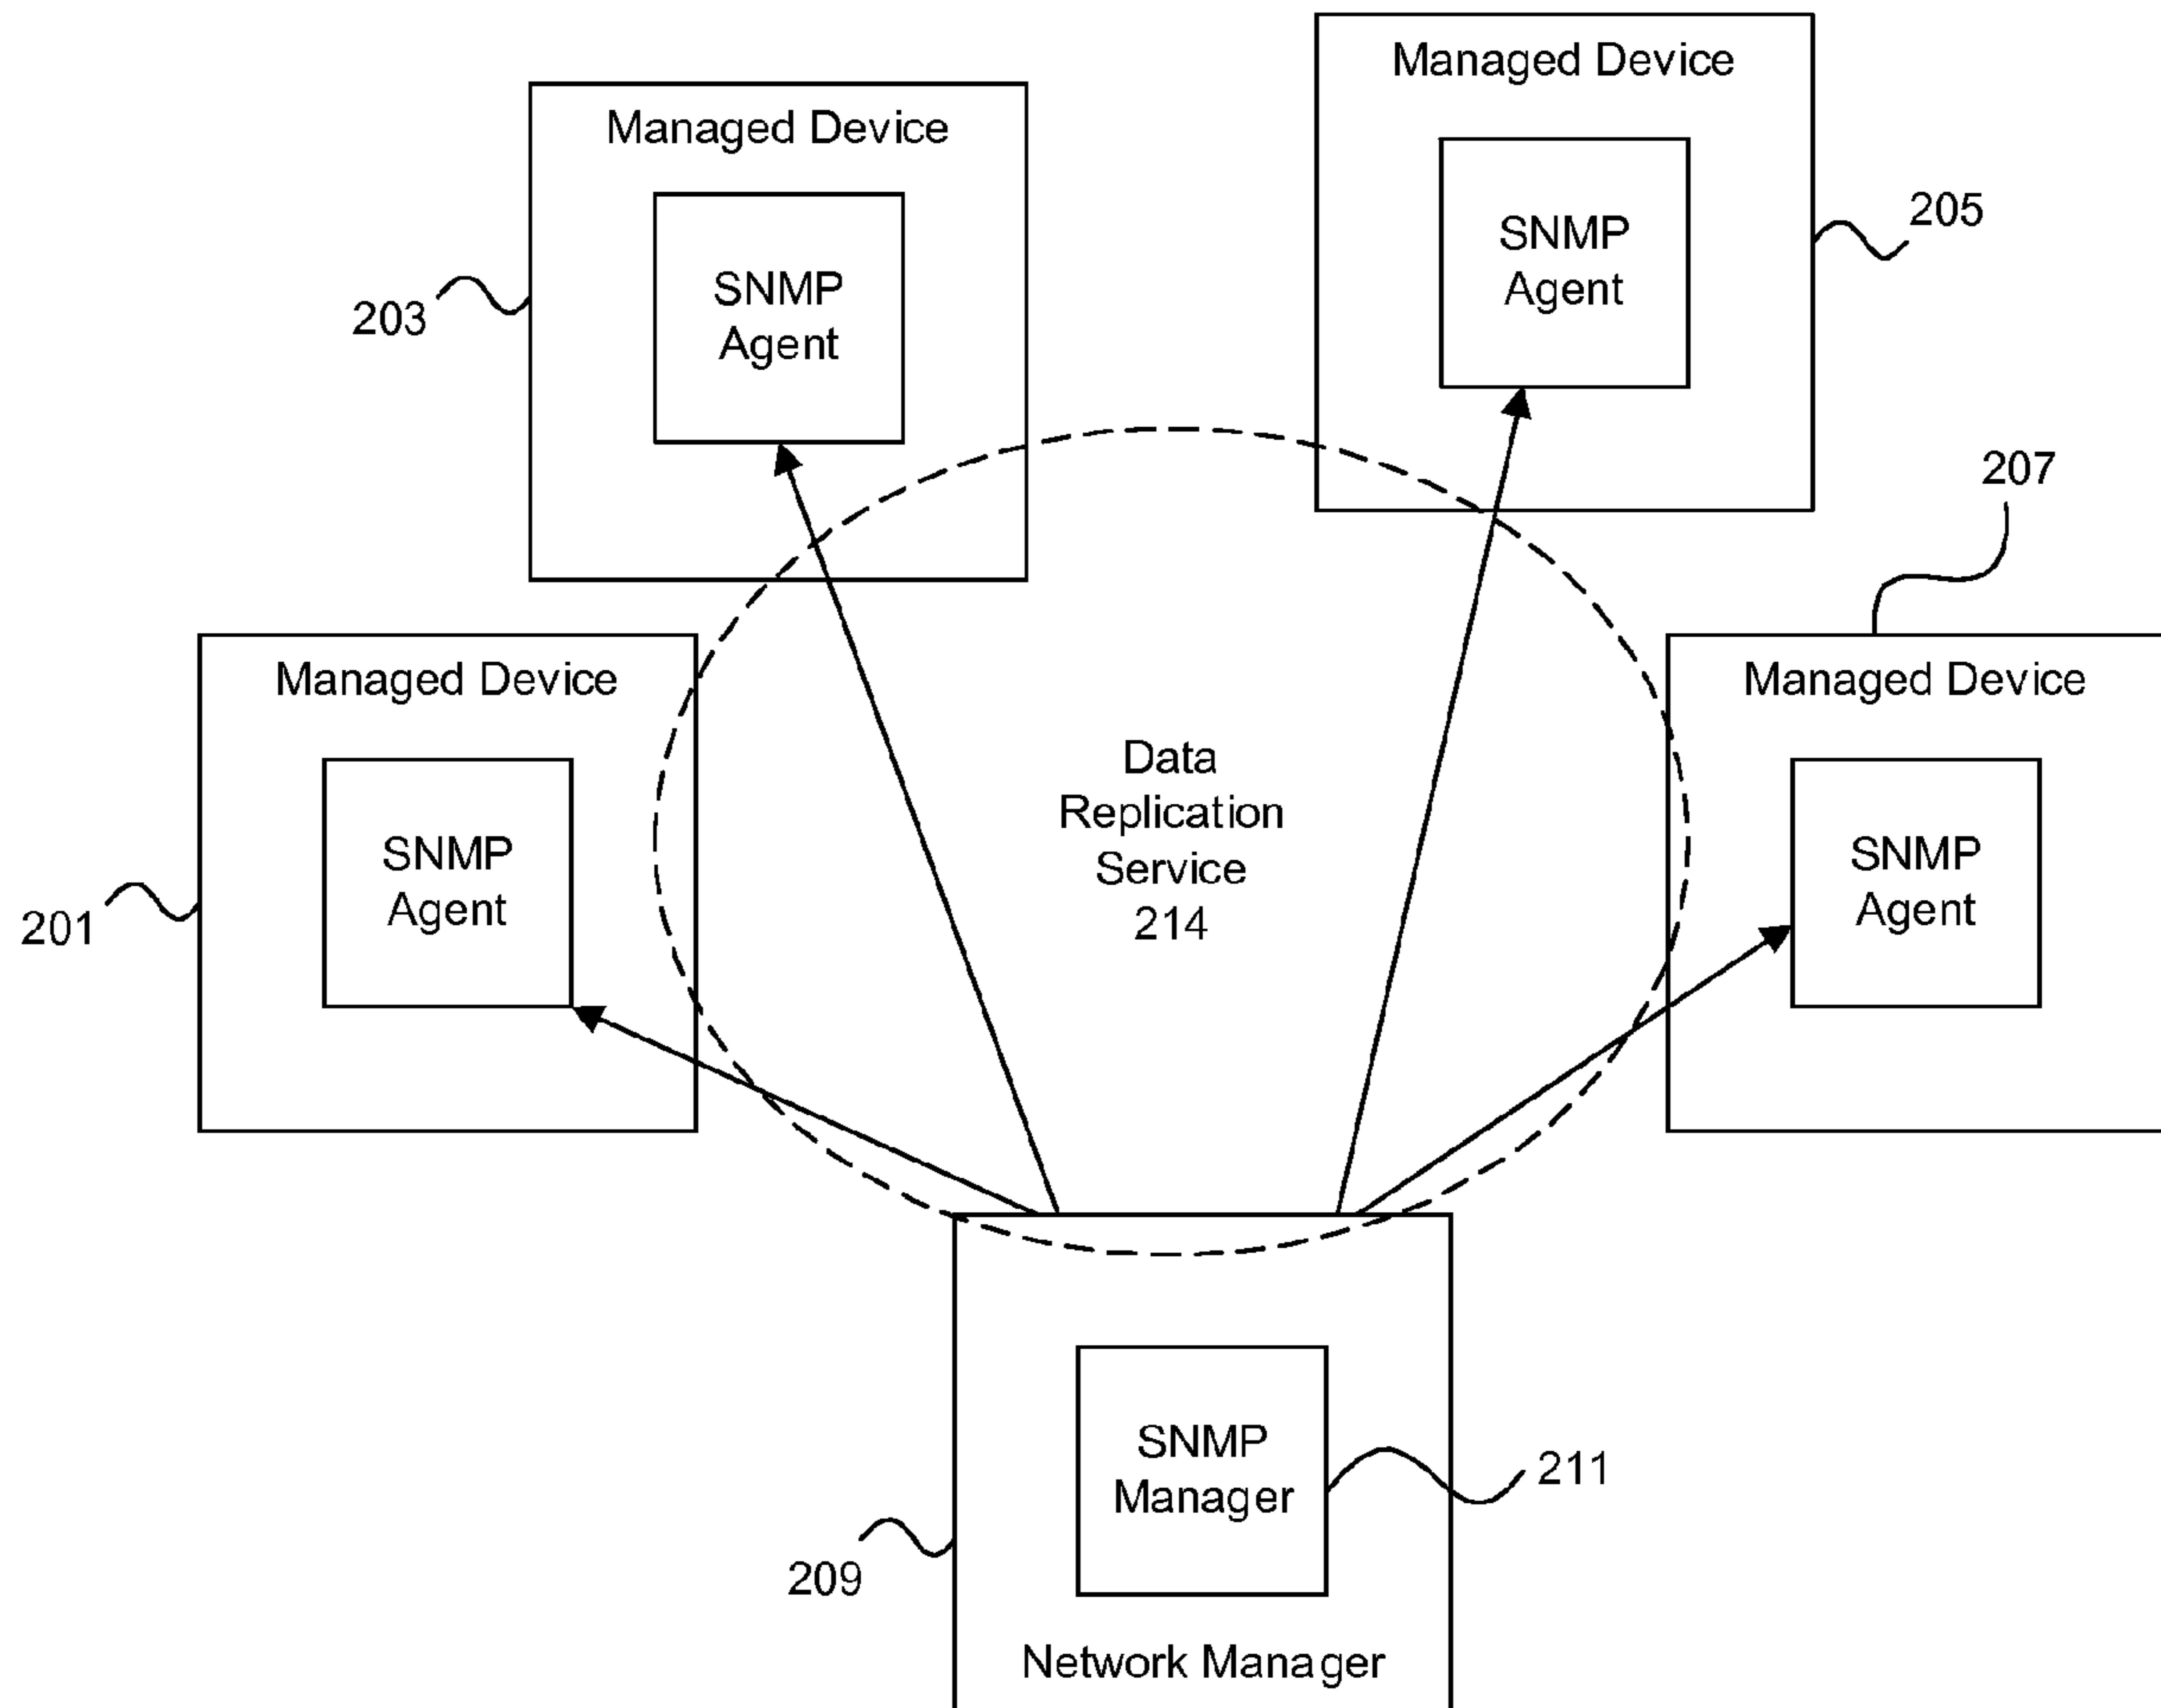 Managed Device
SNMP
Agent
205
Managed Device
SNMP
Agent
203
207
Managed Device
SNMP
Agent
201
Data
Replication
Service
214
Managed Device
SNMP
Agent
SNMP
Manager
211
209
Network Manager